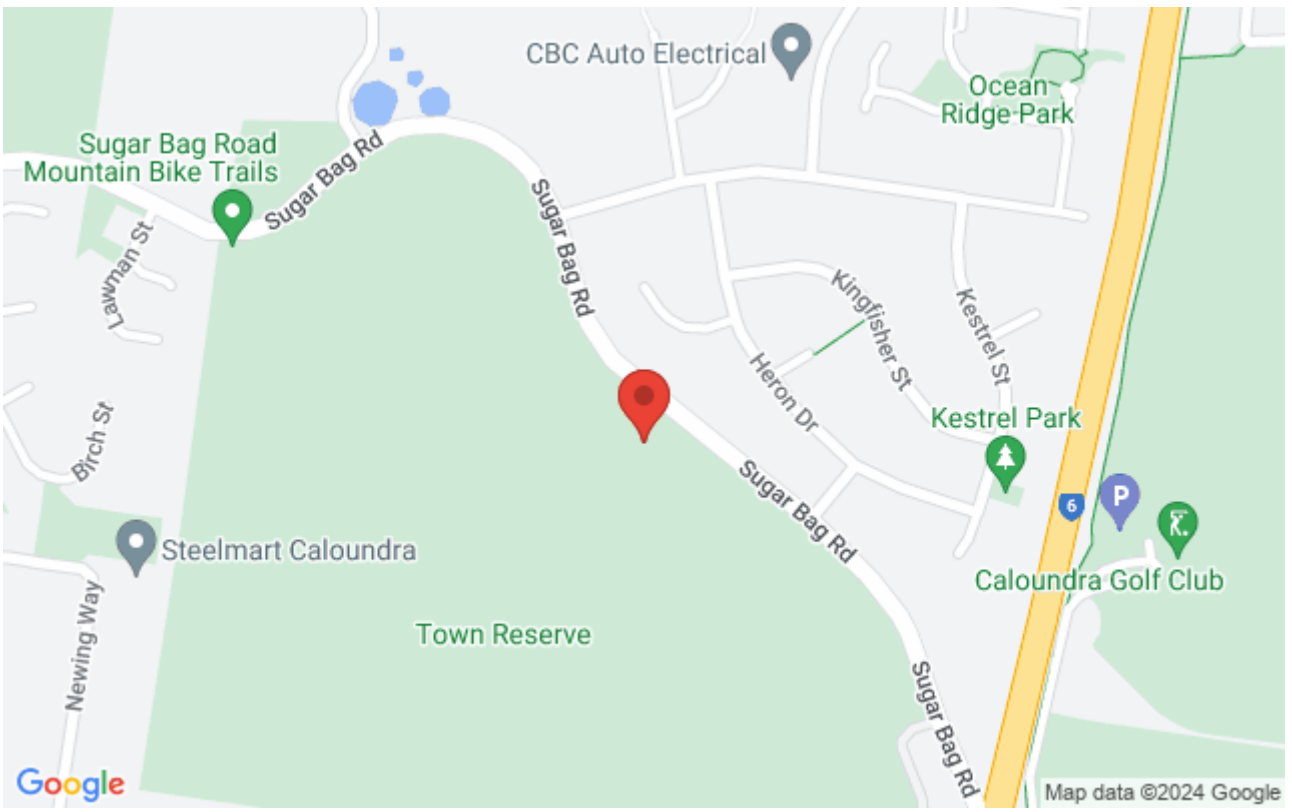 CBC Auto Electrical
Ocean
Ridge Park
Sugar Bag Road
Mountain Bike Trails
Sugar Bag Rd
Sugar Bag Rd
Lawman St
Kingfisher St
Kestrel St
Heron Dr
Kestrel Park
Birch St
Sugar Bag Rd
6
P
K.
Steelmart Caloundra
Caloundra Golf Club
Newing Way
Town Reserve
Sugar Bag Rd
Google
Map data ©2024 Google